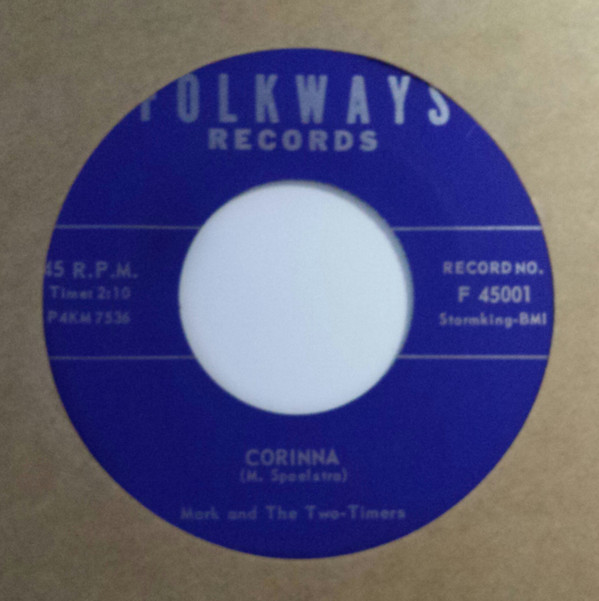 FOLKWAYS
RECORDS
45 R.P.M.
Time: 2:10
P4KM 7536
RECORD NO.
F 45001
Stormking-BMI
CORINNA
(M. Spoelstra)
Mark and The Two-Timers